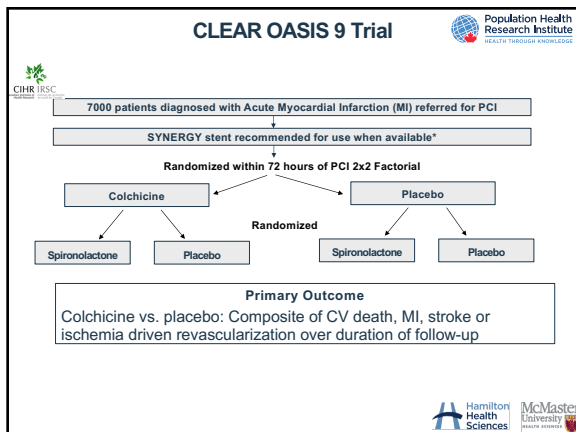 CLEAR OASIS 9 Trial
Population Health
Research Institute
HEALTH THROUGH KNOWLEDGE
CIHR IRSC
7000 patients diagnosed with Acute Myocardial Infarction (MI) referred for PCI
SYNERGY stent recommended for use when available*
Randomized within 72 hours of PCI 2x2 Factorial
Colchicine
Placebo
Randomized
Spironolactone
Placebo
Spironolactone
Placebo
Primary Outcome
Colchicine vs. placebo: Composite of CV death, MI, stroke or
ischemia driven revascularization over duration of follow-up
Hamilton
Health
Sciences
McMaster
University
HEALTH SCIENCES